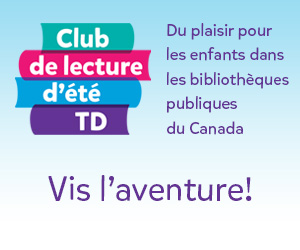 Club
de lecture
d'été
TD
Du plaisir pour
les enfants dans
les bibliothèques
publiques
du Canada
Vis l'aventure!